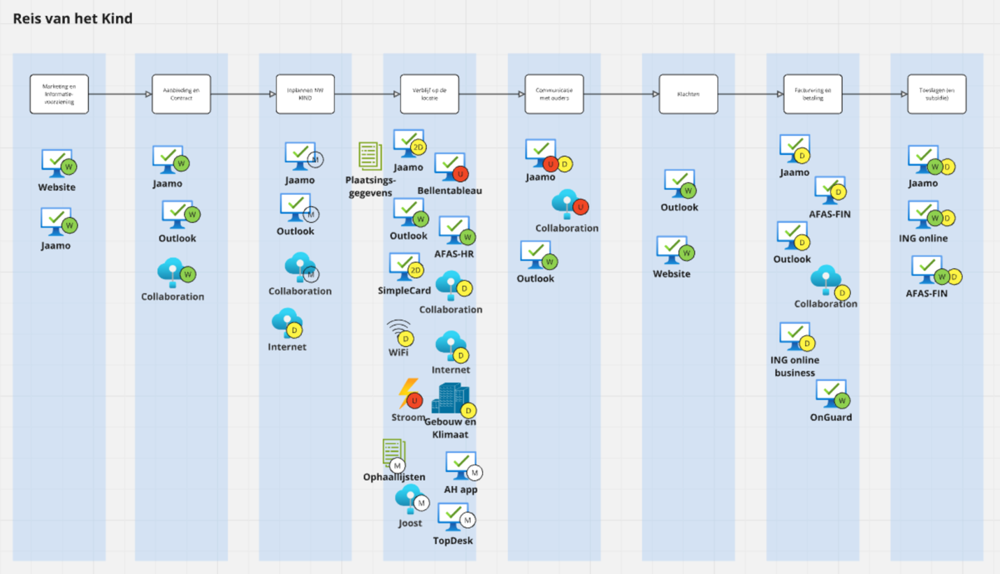 Reis van het Kind
Marketing en
Informatie-
voorziening
Aanbieding en
Contract
Inplannen NW
KIND
Verblijf op de
locatie
Communicatie
met ouders
Klachten
Facturering en
betaling
Toeslagen (en
subsidie)
W
Website
W
Jaamo
W
Jaamo
W
Outlook
W
Collaboration
M
Jaamo
M
Outlook
M
Collaboration
D
Internet
Plaatsings-
gegevens
2D
Jaamo
U
Bellentableau
W
Outlook
W
AFAS-HR
2D
SimpleCard
D
Collaboration
D
WiFi
D
Internet
U
Stroom
D
Gebouw en
Klimaat
M
Ophaallijsten
M
AH app
M
Joost
M
TopDesk
U D
Jaamo
U
Collaboration
W
Outlook
W
Outlook
W
Website
D
Jaamo
D
AFAS-FIN
D
Outlook
D
Collaboration
D
ING online
business
W
OnGuard
W D
Jaamo
W D
ING online
W D
AFAS-FIN